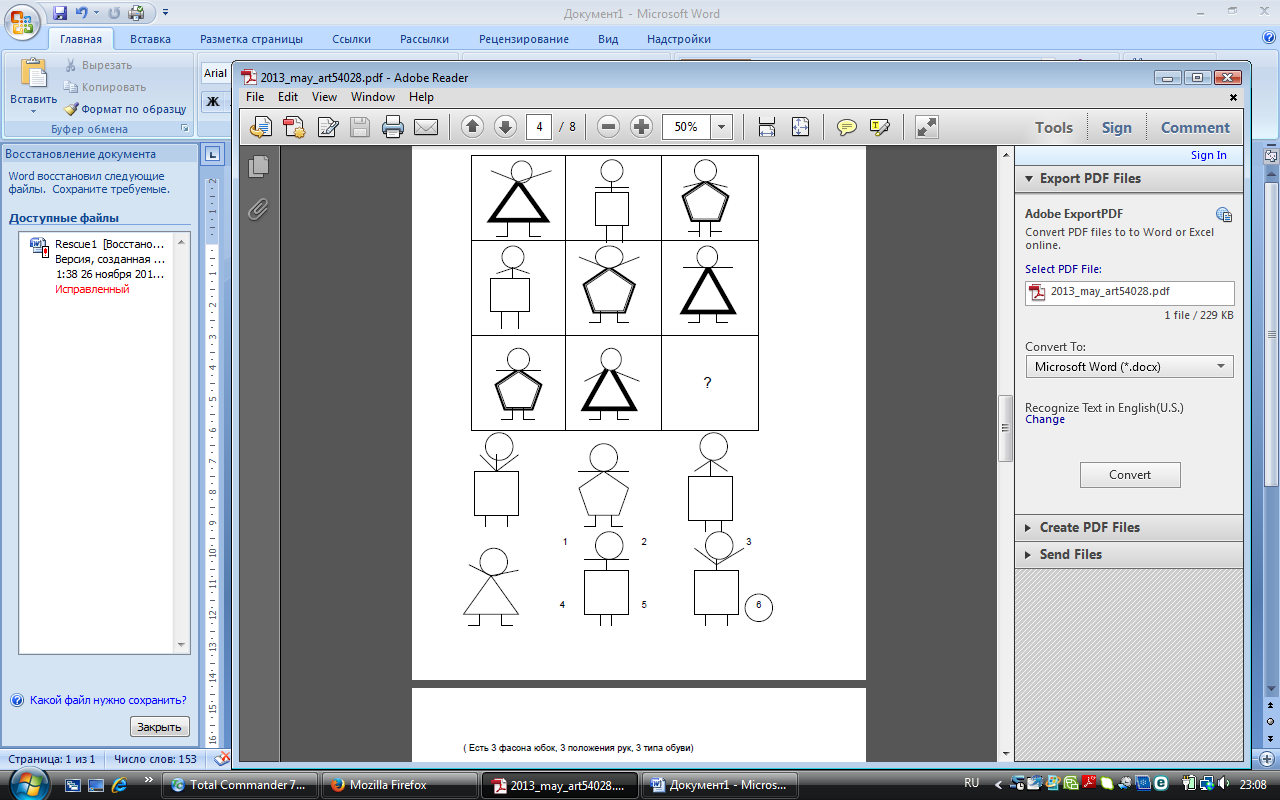 Документ1 - Microsoft Word
Главная Вставка Разметка страницы Ссылки Рассылки Рецензирование Вид Надстройки
Вставить
Вырезать
Копировать
Формат по образцу
Буфер обмена
Arial
Ж
Восстановление документа
Word восстановил следующие
файлы. Сохраните требуемые.
Доступные файлы
Rescue1 [Восстано...
Версия, созданная ...
1:38 26 ноября 201...
Исправленный
Какой файл нужно сохранить?
Закрыть
Страница: 1 из 1 Число слов: 153
2013_may_art54028.pdf - Adobe Reader
File Edit View Window Help
4 / 8 50% Tools Sign Comment
?
1 2 3
4 5 6
( Есть 3 фасона юбок, 3 положения рук, 3 типа обуви)
Sign In
Export PDF Files
Adobe ExportPDF
Convert PDF files to to Word or Excel
online.
Select PDF File:
2013_may_art54028.pdf
1 file / 229 KB
Convert To:
Microsoft Word (*.docx)
Recognize Text in English(U.S.)
Change
Convert
Create PDF Files
Send Files
Total Commander 7... Mozilla Firefox 2013_may_art54028.... Документ1 - Micros... RU 23:08